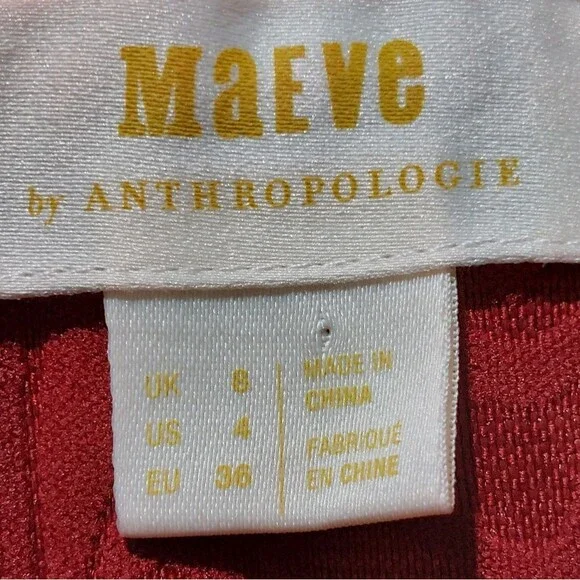 MaEVe
by ANTHROPOLOGIE
UK 8
US 4
EU 36
MADE IN
CHINA
FABRIQUÉ
EN CHINE